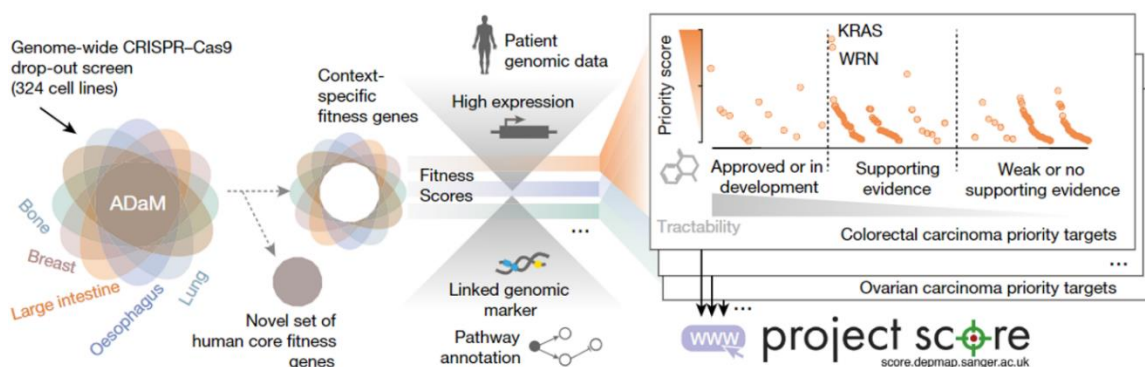 Genome-wide CRISPR–Cas9
drop-out screen
(324 cell lines)
ADaM
Bone
Breast
Large intestine
Oesophagus
Lung
Context-
specific
fitness genes
Novel set of
human core fitness
genes
Patient
genomic data
High expression
Fitness
Scores
...
Linked genomic
marker
Pathway
annotation
Priority score
KRAS
WRN
Approved or in
development
Supporting
evidence
Weak or no
supporting evidence
Tractability
Colorectal carcinoma priority targets
...
Ovarian carcinoma priority targets
...
www
project score
score.depmap.sanger.ac.uk